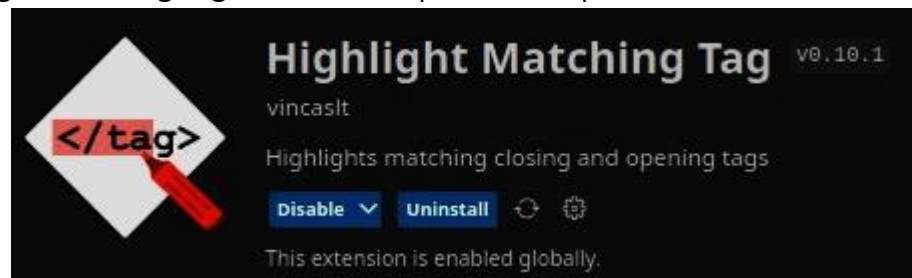 Highlight Matching Tag v0.10.1
vincaslt
Highlights matching closing and opening tags
</tag>
Disable Uninstall
This extension is enabled globally.